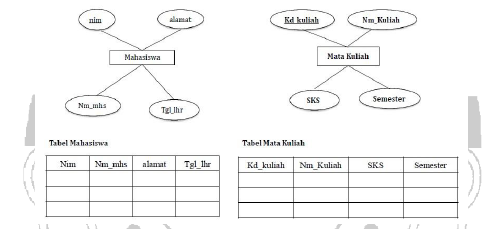 nim
alamat
Mahasiswa
Nm_mhs
Tgl_lhr
Kd_kuliah
Nm_Kuliah
Mata Kuliah
SKS
Semester
Tabel Mahasiswa
Nim Nm_mhs alamat Tgl_lhr
Tabel Mata Kuliah
Kd_kuliah Nm_Kuliah SKS Semester